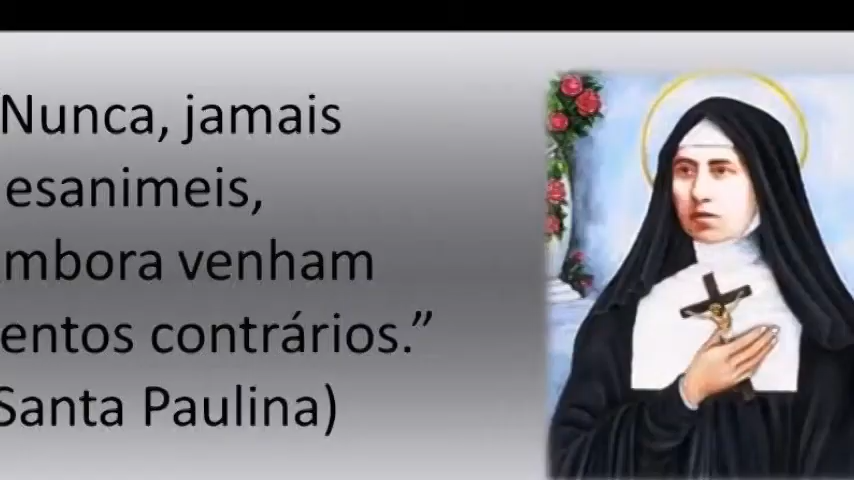 Nunca, jamais
esanimeis,
mbora venham
entos contrários.”
Santa Paulina)